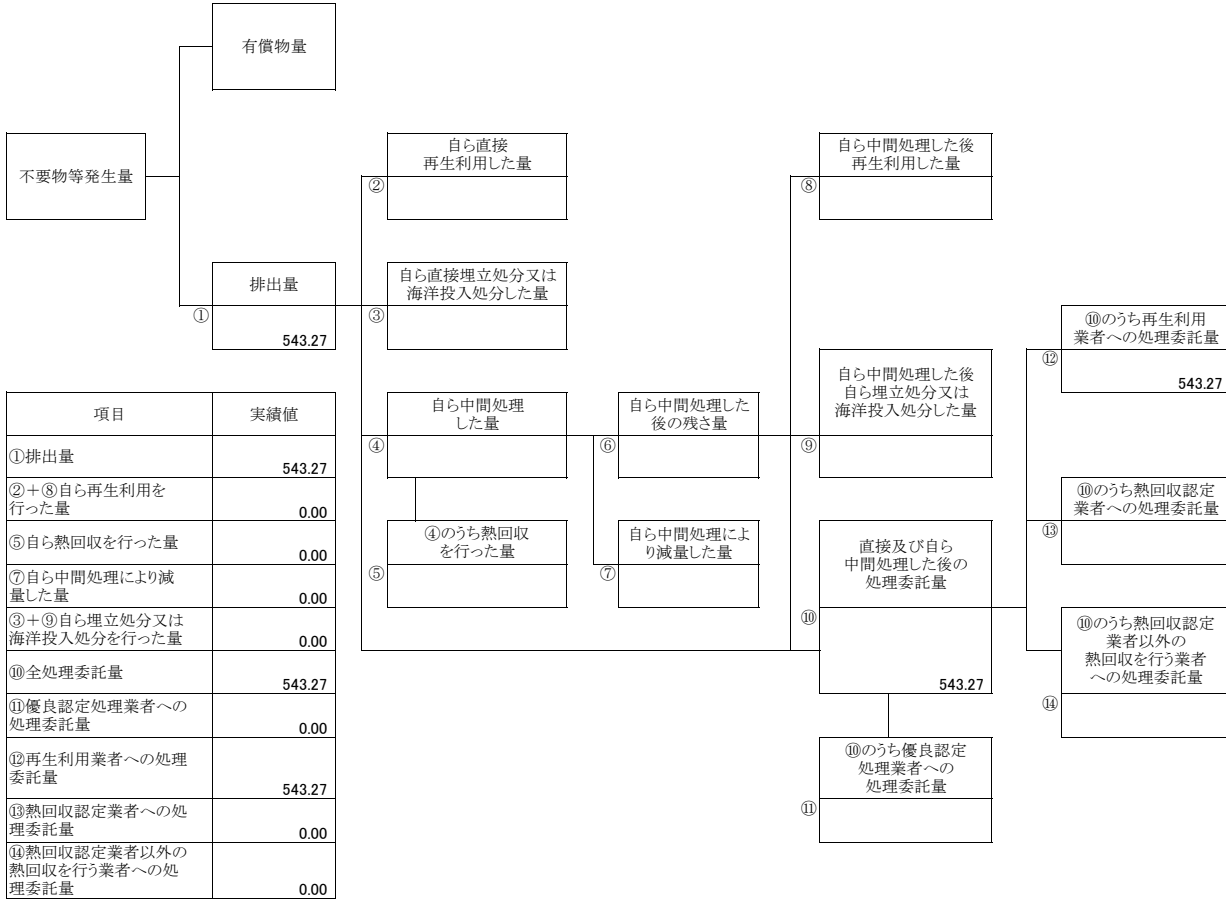 有償物量
不要物等発生量
自ら直接
再生利用した量
②
自ら中間処理した後
再生利用した量
⑧
排出量
①
543.27
自ら直接埋立処分又は
海洋投入処分した量
③
⑩のうち再生利用
業者への処理委託量
⑫
543.27
自ら中間処理
した量
④
自ら中間処理した
後の残さ量
⑥
自ら中間処理した後
自ら埋立処分又は
海洋投入処分した量
⑨
⑩のうち熱回収認定
業者への処理委託量
⑬
④のうち熱回収
を行った量
⑤
自ら中間処理によ
り減量した量
⑦
直接及び自ら
中間処理した後の
処理委託量
⑩
543.27
⑩のうち熱回収認定
業者以外の
熱回収を行う業者
への処理委託量
⑭
⑩のうち優良認定
処理業者への
処理委託量
⑪
項目 実績値
①排出量 543.27
②+⑧自ら再生利用を
行った量 0.00
⑤自ら熱回収を行った量 0.00
⑦自ら中間処理により減
量した量 0.00
③+⑨自ら埋立処分又は
海洋投入処分を行った量 0.00
⑩全処理委託量 543.27
⑪優良認定処理業者への
処理委託量 0.00
⑫再生利用業者への処理
委託量 543.27
⑬熱回収認定業者への処
理委託量 0.00
⑭熱回収認定業者以外の
熱回収を行う業者への処
理委託量 0.00